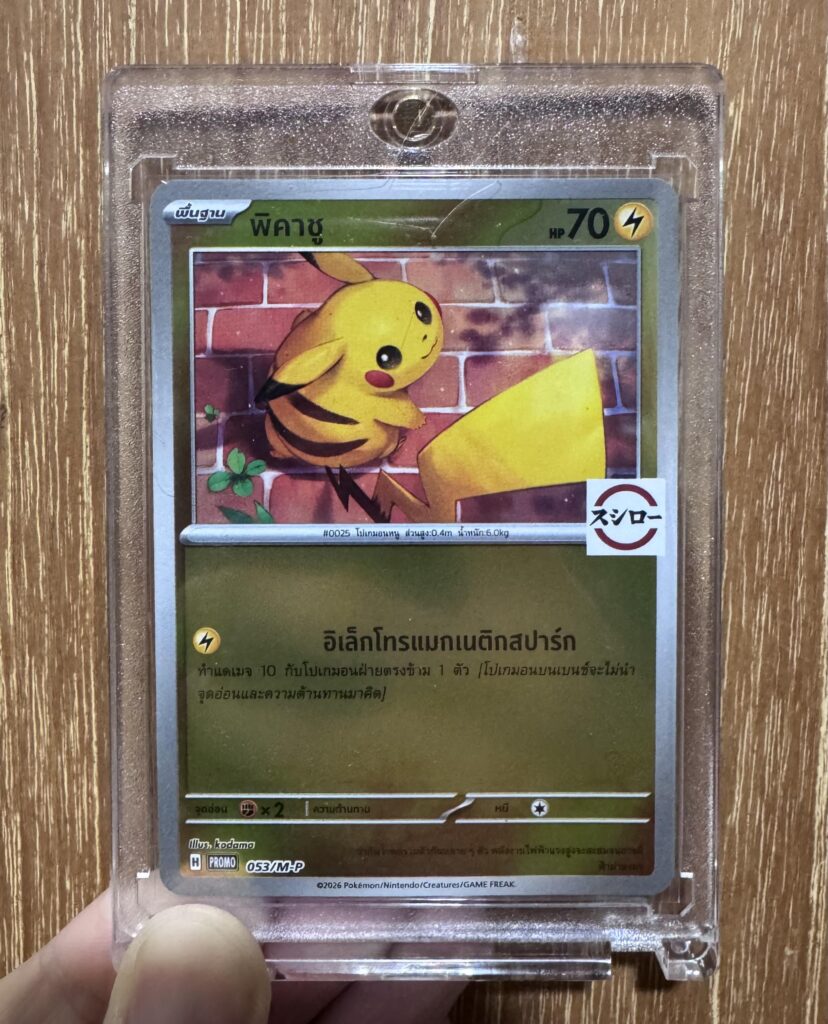 พื้นฐาน พิคาชู HP 70
スシロー
#0025 โปเกมอนหนู ส่วนสูง:0.4m น้ำหนัก:6.0kg
อิเล็กโทรแมกเนติกสปาร์ก
ทำแดเมจ 10 กับโปเกมอนฝ่ายตรงข้าม 1 ตัว [โปเกมอนบนเบนช์จะไม่นำ
จุดอ่อนและความต้านทานมาคิด]
จุดอ่อน ×2 ความต้านทาน หนี
Illus. kodama
H PROMO 053/M-P
©2026 Pokémon/Nintendo/Creatures/GAME FREAK.